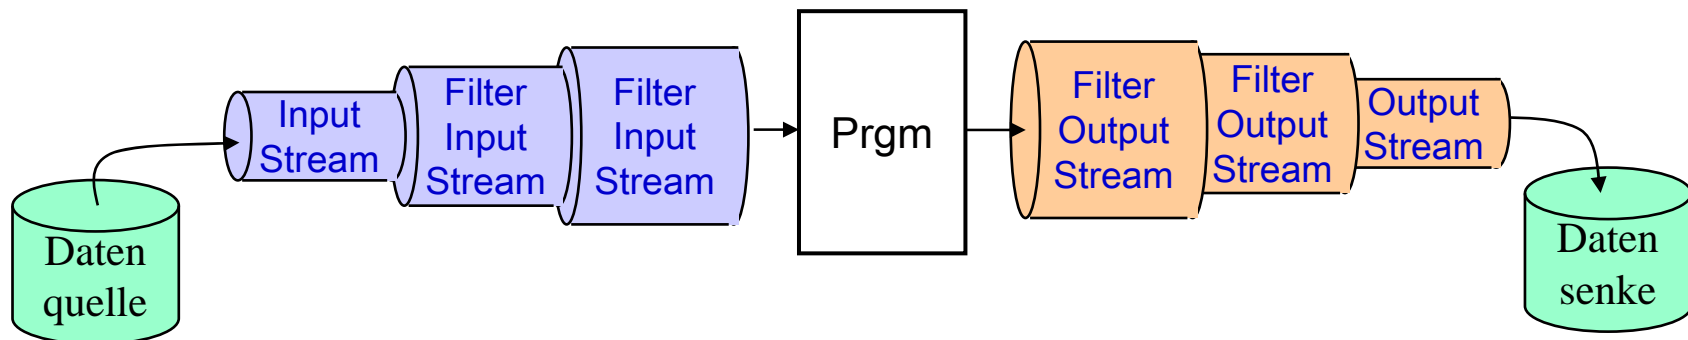 Daten
quelle
Input
Stream
Filter
Input
Stream
Filter
Input
Stream
Prgm
Filter
Output
Stream
Filter
Output
Stream
Output
Stream
Daten
senke